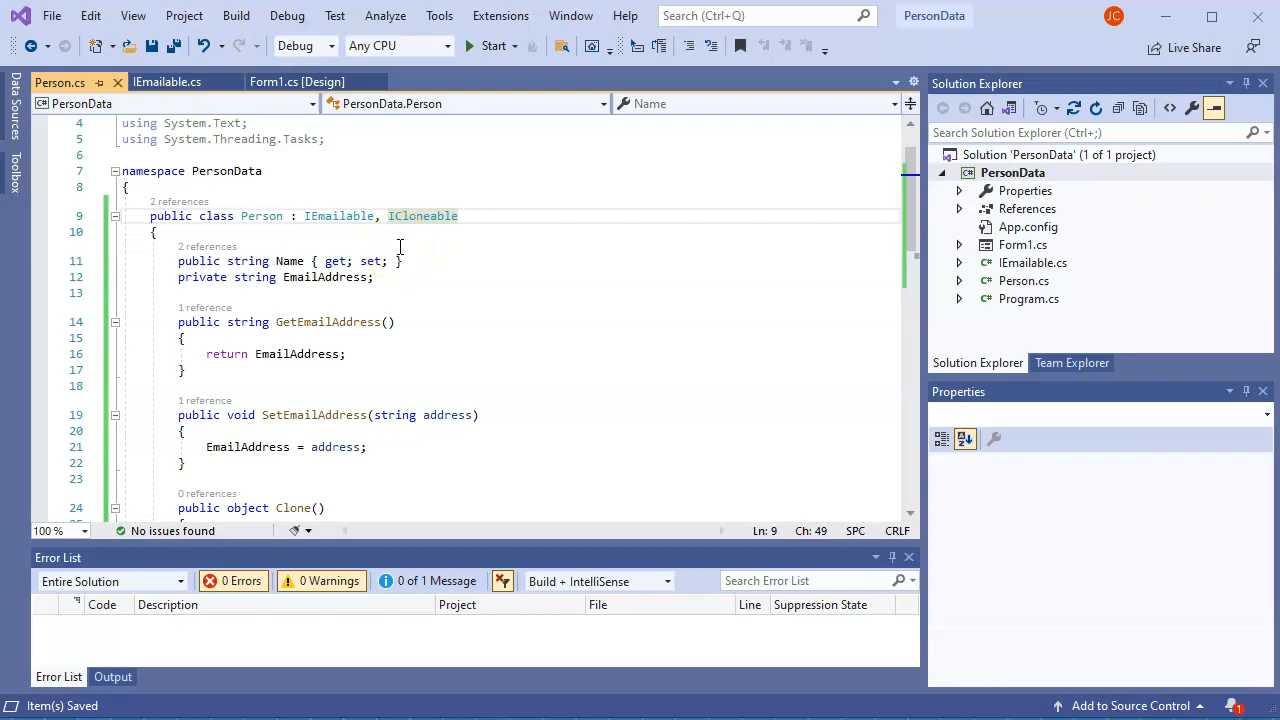 File Edit View Project Build Debug Test Analyze Tools Extensions Window Help Search (Ctrl+Q) PersonData JC
Debug Any CPU Start Live Share
Data Sources
Toolbox
Person.cs IEmailable.cs Form1.cs [Design]
PersonData PersonData.Person Name
4 using System.Text;
5 using System.Threading.Tasks;
6
7 namespace PersonData
8 {
2 references
9 public class Person : IEmailable, ICloneable
10 {
2 references
11 public string Name { get; set; }
12 private string EmailAddress;
13
1 reference
14 public string GetEmailAddress()
15 {
16 return EmailAddress;
17 }
18
1 reference
19 public void SetEmailAddress(string address)
20 {
21 EmailAddress = address;
22 }
23
0 references
24 public object Clone()
100 % No issues found Ln: 9 Ch: 49 SPC CRLF
Error List
Entire Solution 0 Errors 0 Warnings 0 of 1 Message Build + IntelliSense Search Error List
Code Description Project File Line Suppression State
Error List Output
Solution Explorer
Search Solution Explorer (Ctrl+;)
Solution 'PersonData' (1 of 1 project)
PersonData
Properties
References
App.config
Form1.cs
IEmailable.cs
Person.cs
Program.cs
Solution Explorer Team Explorer
Properties
Item(s) Saved Add to Source Control 1